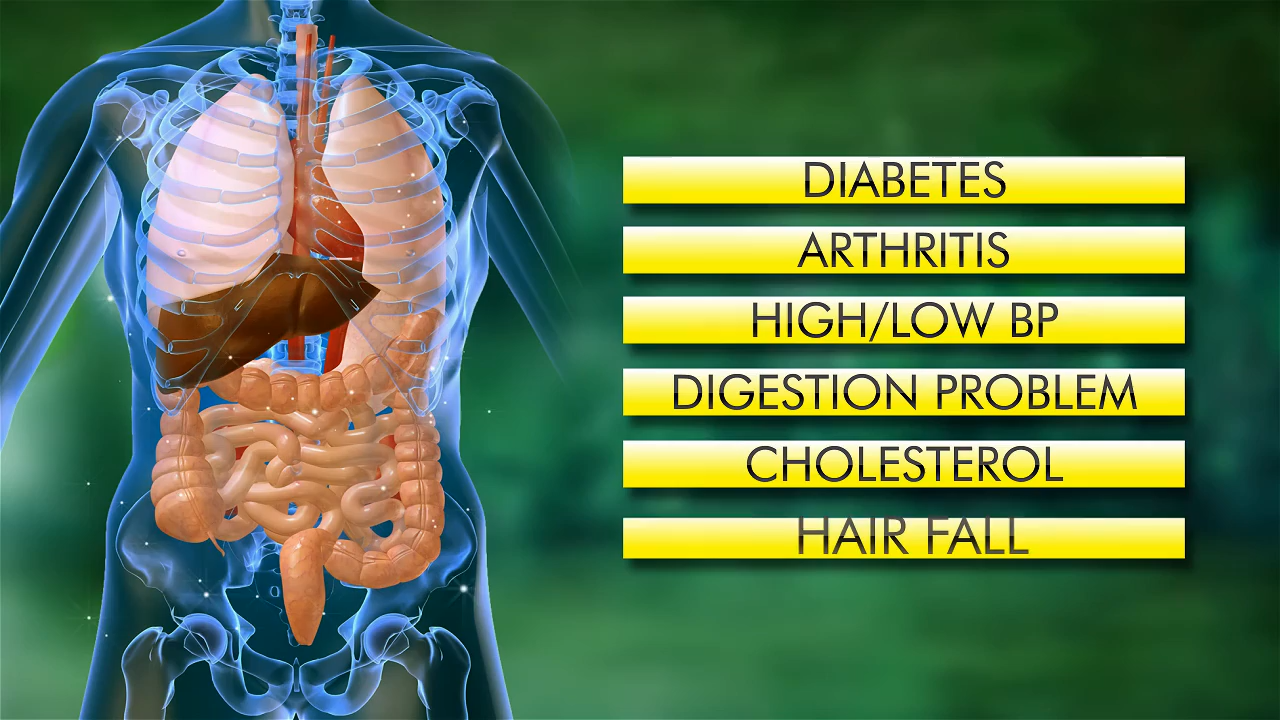 DIABETES
ARTHRITIS
HIGH/LOW BP
DIGESTION PROBLEM
CHOLESTEROL
HAIR FALL